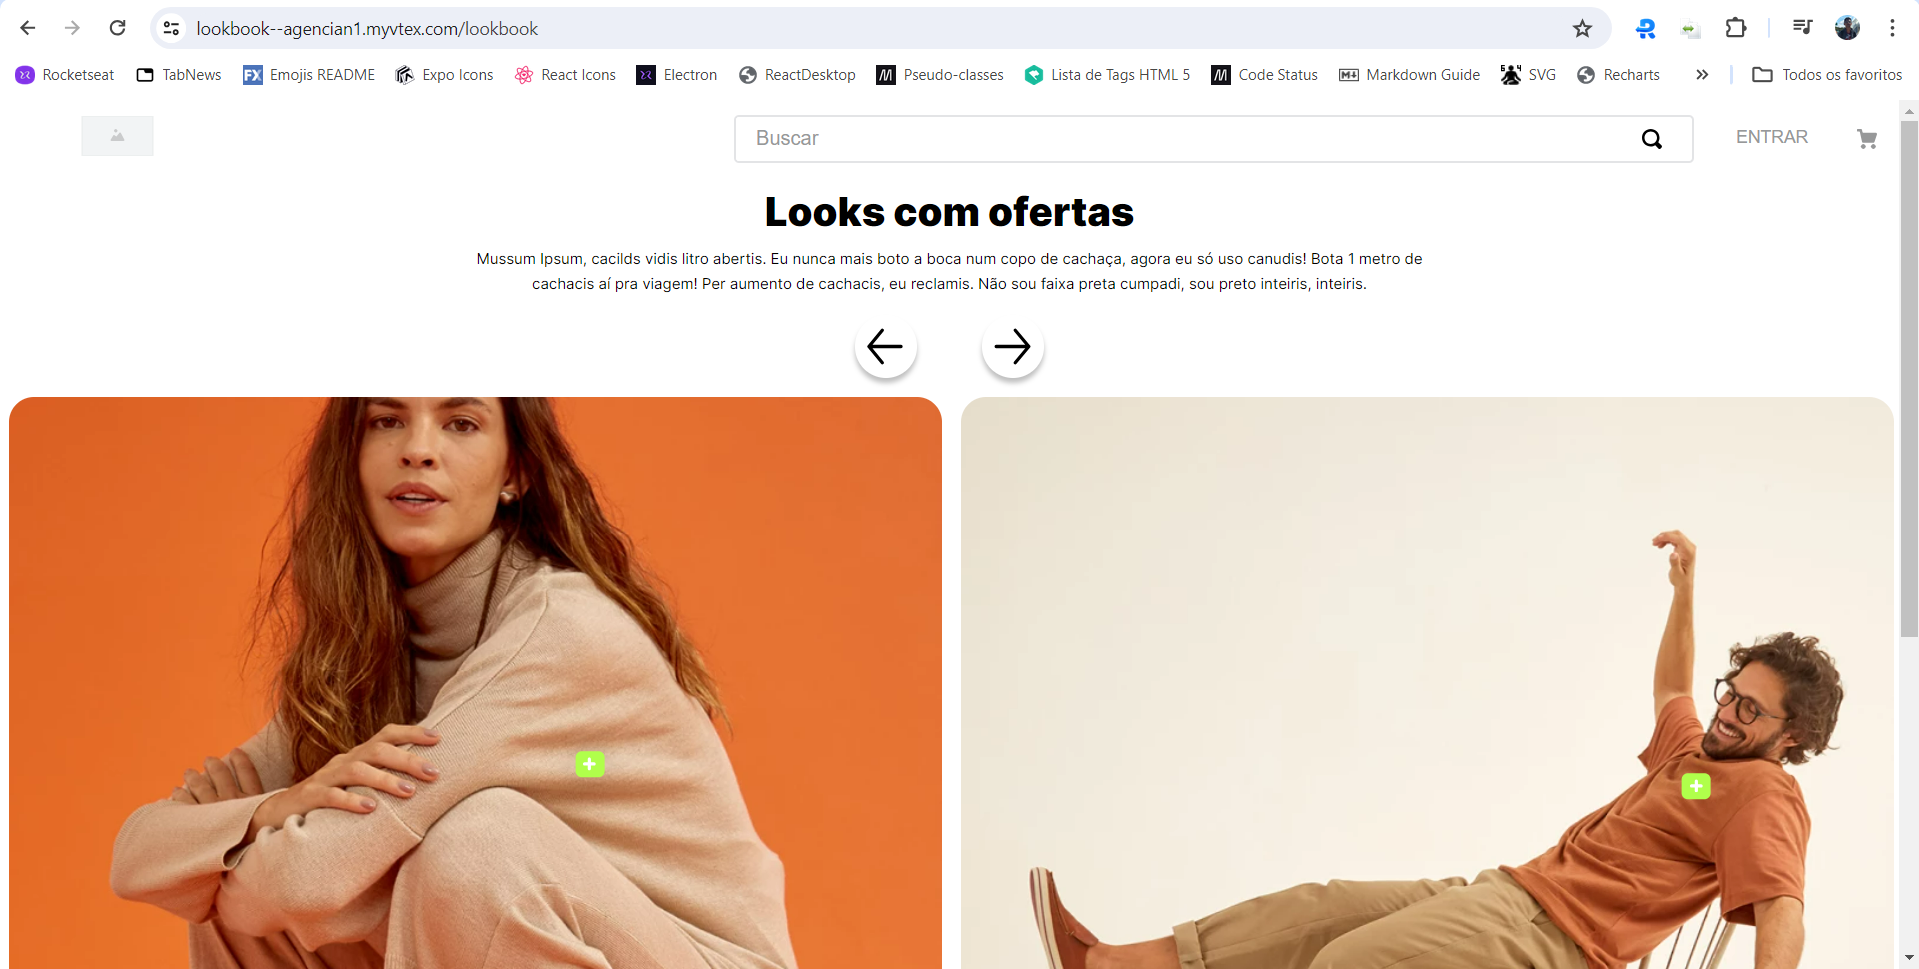 lookbook--agencian1.myvtex.com/lookbook
Rocketseat TabNews FX Emojis README Expo Icons React Icons Electron ReactDesktop M Pseudo-classes Lista de Tags HTML 5 M Code Status M Markdown Guide SVG Recharts » Todos os favoritos
Buscar ENTRAR
Looks com ofertas
Mussum Ipsum, cacilds vidis litro abertis. Eu nunca mais boto a boca num copo de cachaça, agora eu só uso canudis! Bota 1 metro de
cachacis aí pra viagem! Per aumento de cachacis, eu reclamis. Não sou faixa preta cumpadi, sou preto inteiris, inteiris.